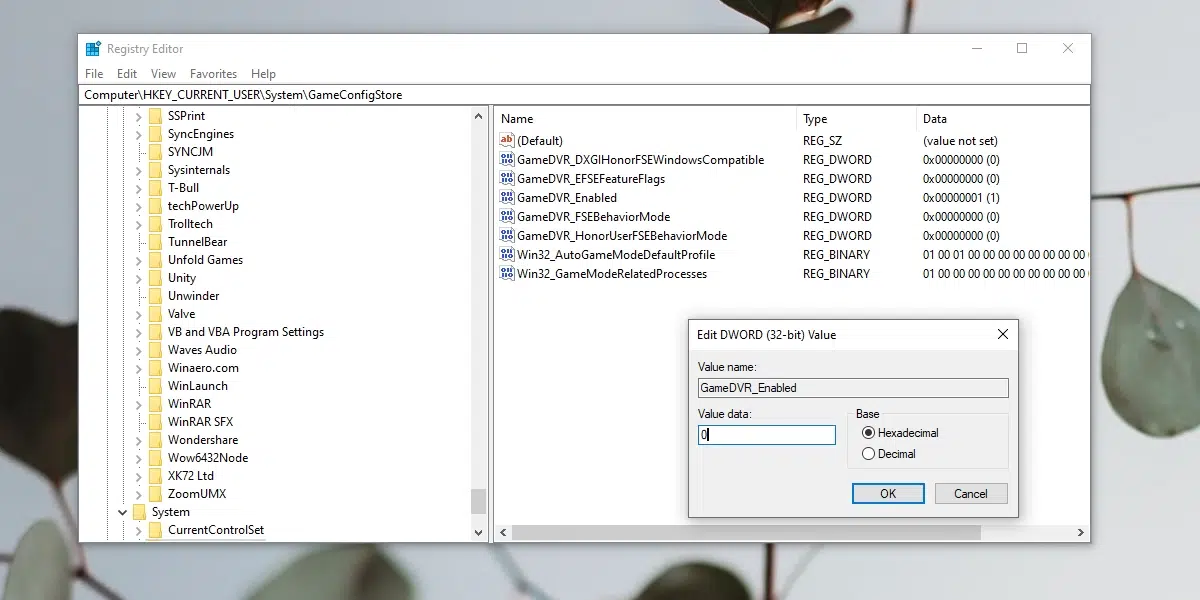 Registry Editor
File Edit View Favorites Help
Computer\HKEY_CURRENT_USER\System\GameConfigStore
SSPrint
SyncEngines
SYNCJM
Sysinternals
T-Bull
techPowerUp
Trolltech
TunnelBear
Unfold Games
Unity
Unwinder
Valve
VB and VBA Program Settings
Waves Audio
Winaero.com
WinLaunch
WinRAR
WinRAR SFX
Wondershare
Wow6432Node
XK72 Ltd
ZoomUMX
System
CurrentControlSet
Name Type Data
ab (Default) REG_SZ (value not set)
GameDVR_DXGIHonorFSEWindowsCompatible REG_DWORD 0x00000000 (0)
GameDVR_EFSEFeatureFlags REG_DWORD 0x00000000 (0)
GameDVR_Enabled REG_DWORD 0x00000001 (1)
GameDVR_FSEBehaviorMode REG_DWORD 0x00000000 (0)
GameDVR_HonorUserFSEBehaviorMode REG_DWORD 0x00000000 (0)
Win32_AutoGameModeDefaultProfile REG_BINARY 01 00 01 00 00 00 00 00 00 00 00
Win32_GameModeRelatedProcesses REG_BINARY 01 00 00 00 00 00 00 00 00 00 00
Edit DWORD (32-bit) Value
Value name:
GameDVR_Enabled
Value data:
0
Base
Hexadecimal
Decimal
OK Cancel